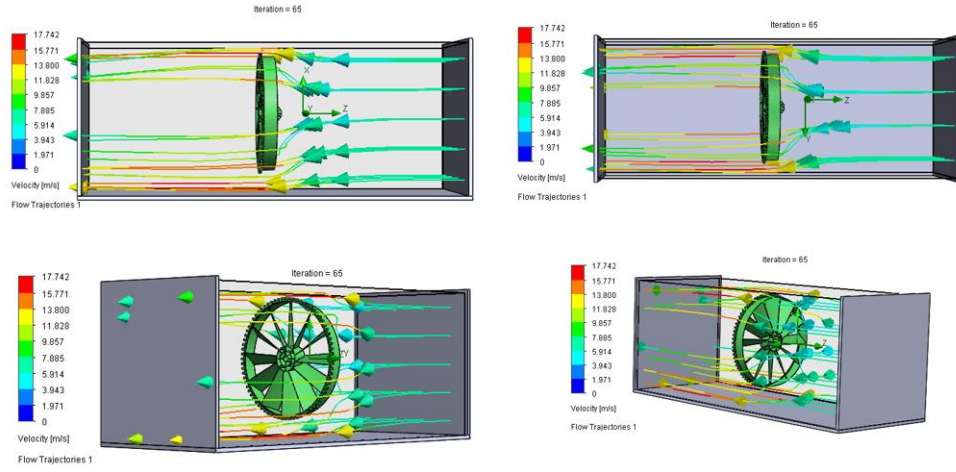 Iteration = 65
17.742
15.771
13.800
11.828
9.857
7.885
5.914
3.943
1.971
0
Velocity [m/s]
Flow Trajectories 1
X
Y
Z
Iteration = 65
17.742
15.771
13.800
11.828
9.857
7.885
5.914
3.943
1.971
0
Velocity [m/s]
Flow Trajectories 1
Z
Y
Iteration = 65
17.742
15.771
13.800
11.828
9.857
7.885
5.914
3.943
1.971
0
Velocity [m/s]
Flow Trajectories 1
ZY
Iteration = 65
17.742
15.771
13.800
11.828
9.857
7.885
5.914
3.943
1.971
0
Velocity [m/s]
Flow Trajectories 1
Z